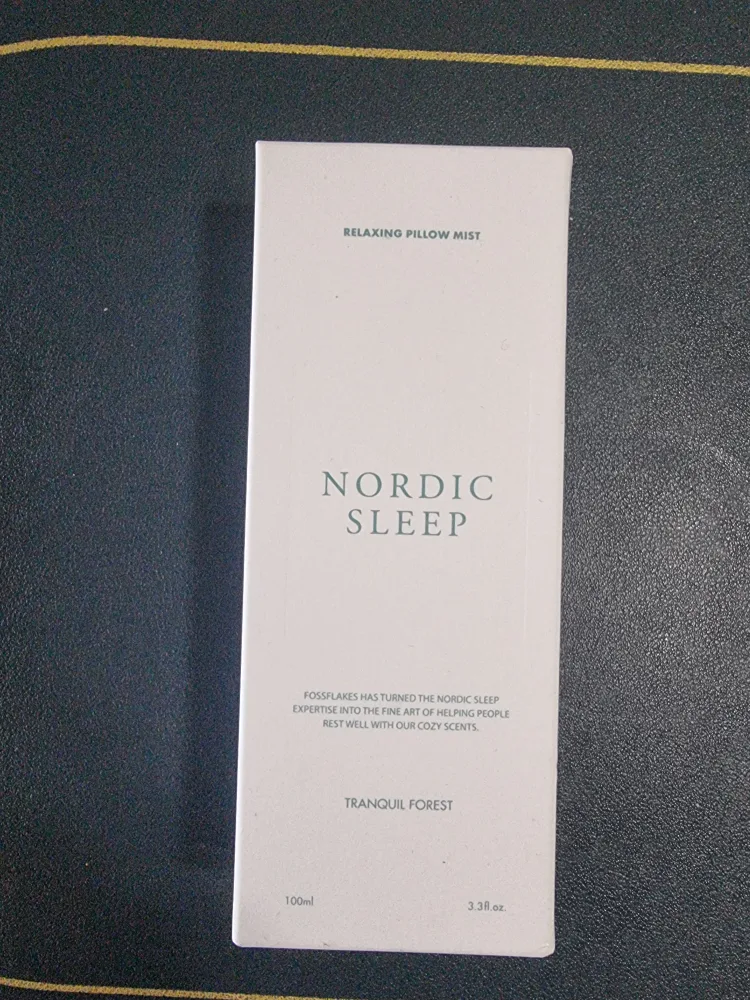 RELAXING PILLOW MIST
NORDIC
SLEEP
FOSSFLAKES HAS TURNED THE NORDIC SLEEP
EXPERTISE INTO THE FINE ART OF HELPING PEOPLE
REST WELL WITH OUR COZY SCENTS.
TRANQUIL FOREST
100ml 3.3fl.oz.